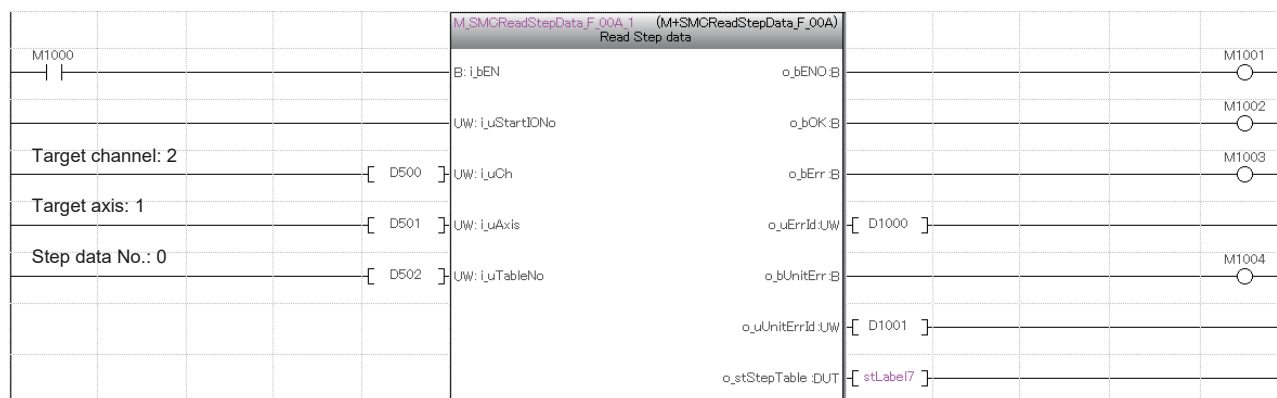 M_SMCReadStepData_F_00A_1 (M+SMCReadStepData_F_00A)
Read Step data
M1000
B: i_bEN
o_bENO:B
M1001
UW: i_uStartIONo
o_bOK:B
M1002
Target channel: 2
D500
UW: i_uCh
o_bErr:B
M1003
Target axis: 1
D501
UW: i_uAxis
o_uErrId:UW
D1000
Step data No.: 0
D502
UW: i_uTableNo
o_bUnitErr:B
M1004
o_uUnitErrId:UW
D1001
o_stStepTable :DUT
stLabel7